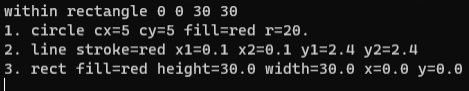 within rectangle 0 0 30 30
1. circle cx=5 cy=5 fill=red r=20.
2. line stroke=red x1=0.1 x2=0.1 y1=2.4 y2=2.4
3. rect fill=red height=30.0 width=30.0 x=0.0 y=0.0